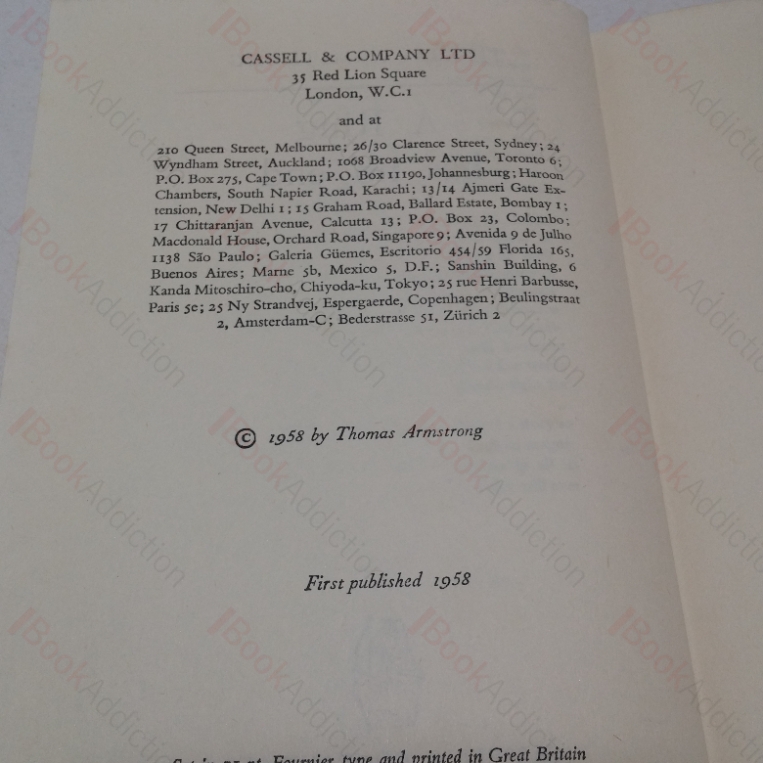 CASSELL & COMPANY LTD
35 Red Lion Square
London, W.C.1
and at
210 Queen Street, Melbourne; 26/30 Clarence Street, Sydney; 24
Wyndham Street, Auckland; 1068 Broadview Avenue, Toronto 6;
P.O. Box 275, Cape Town; P.O. Box 11190, Johannesburg; Haroon
Chambers, South Napier Road, Karachi; 13/14 Ajmeri Gate Ex-
tension, New Delhi 1; 15 Graham Road, Ballard Estate, Bombay 1;
17 Chittaranjan Avenue, Calcutta 13; P.O. Box 23, Colombo;
Macdonald House, Orchard Road, Singapore 9; Avenida 9 de Julho
1138 São Paulo; Galeria Güemes, Escritorio 454/59 Florida 165,
Buenos Aires; Marne 5b, Mexico 5, D.F.; Sanshin Building, 6
Kanda Mitoschiro-cho, Chiyoda-ku, Tokyo; 25 rue Henri Barbusse,
Paris 5e; 25 Ny Strandvej, Espergaerde, Copenhagen; Beulingstraat
2, Amsterdam-C; Bederstrasse 51, Zürich 2
© 1958 by Thomas Armstrong
First published 1958
pt. Fournier type and printed in Great Britain
BookAddiction